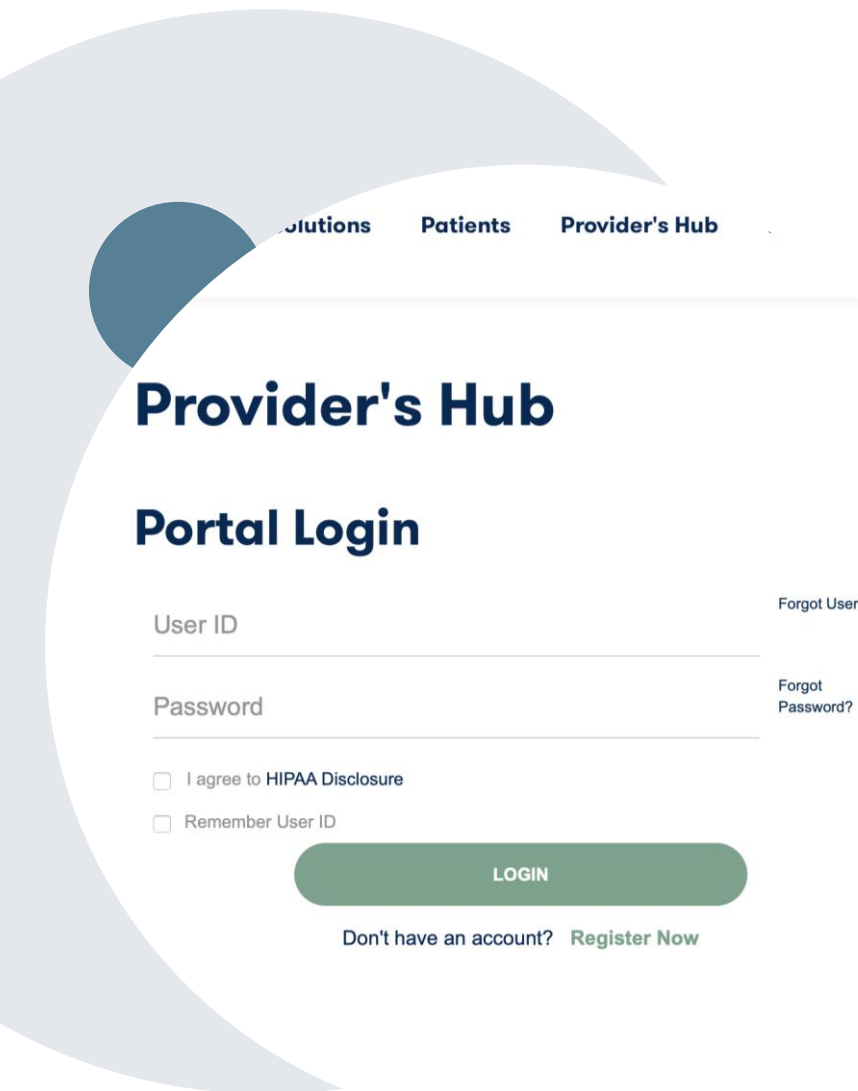 Patients Provider's Hub
Provider's Hub
Portal Login
User ID
Forgot User
Password
Forgot
Password?
I agree to HIPAA Disclosure
Remember User ID
LOGIN
Don't have an account? Register Now